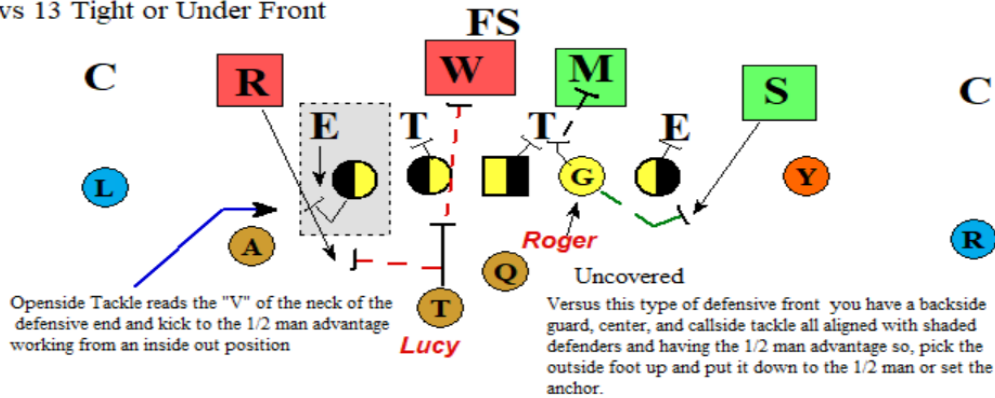 vs 13 Tight or Under Front
FS
C
R
W
M
S
C
E
T
T
E
L
G
Y
A
Roger
R
Q
Uncovered
T
Lucy
Openside Tackle reads the "V" of the neck of the
defensive end and kick to the 1/2 man advantage
working from an inside out position
Versus this type of defensive front you have a backside
guard, center, and callside tackle all aligned with shaded
defenders and having the 1/2 man advantage so, pick the
outside foot up and put it down to the 1/2 man or set the
anchor.